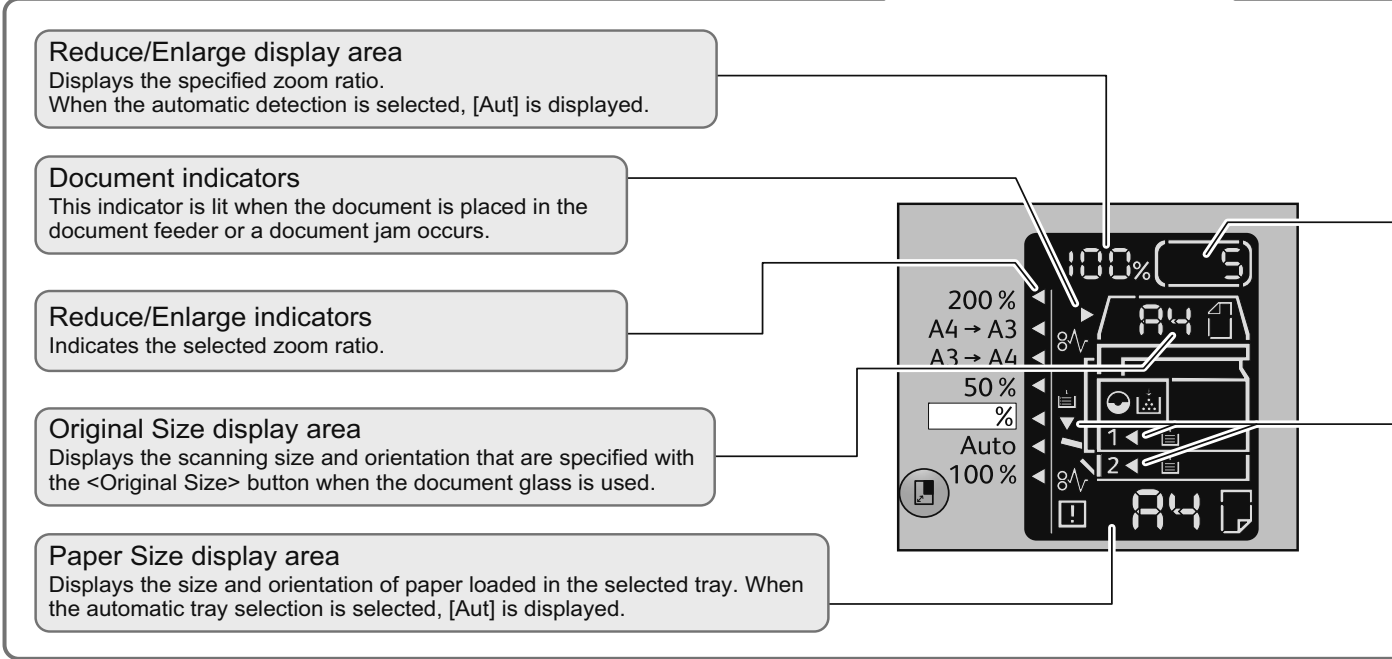 Reduce/Enlarge display area
Displays the specified zoom ratio.
When the automatic detection is selected, [Aut] is displayed.
Document indicators
This indicator is lit when the document is placed in the
document feeder or a document jam occurs.
Reduce/Enlarge indicators
Indicates the selected zoom ratio.
Original Size display area
Displays the scanning size and orientation that are specified with
the <Original Size> button when the document glass is used.
Paper Size display area
Displays the size and orientation of paper loaded in the selected tray. When
the automatic tray selection is selected, [Aut] is displayed.
100% 5
200 %
A4 → A3
A3 → A4
50 %
%
Auto
100 %
A4
1
2
A4